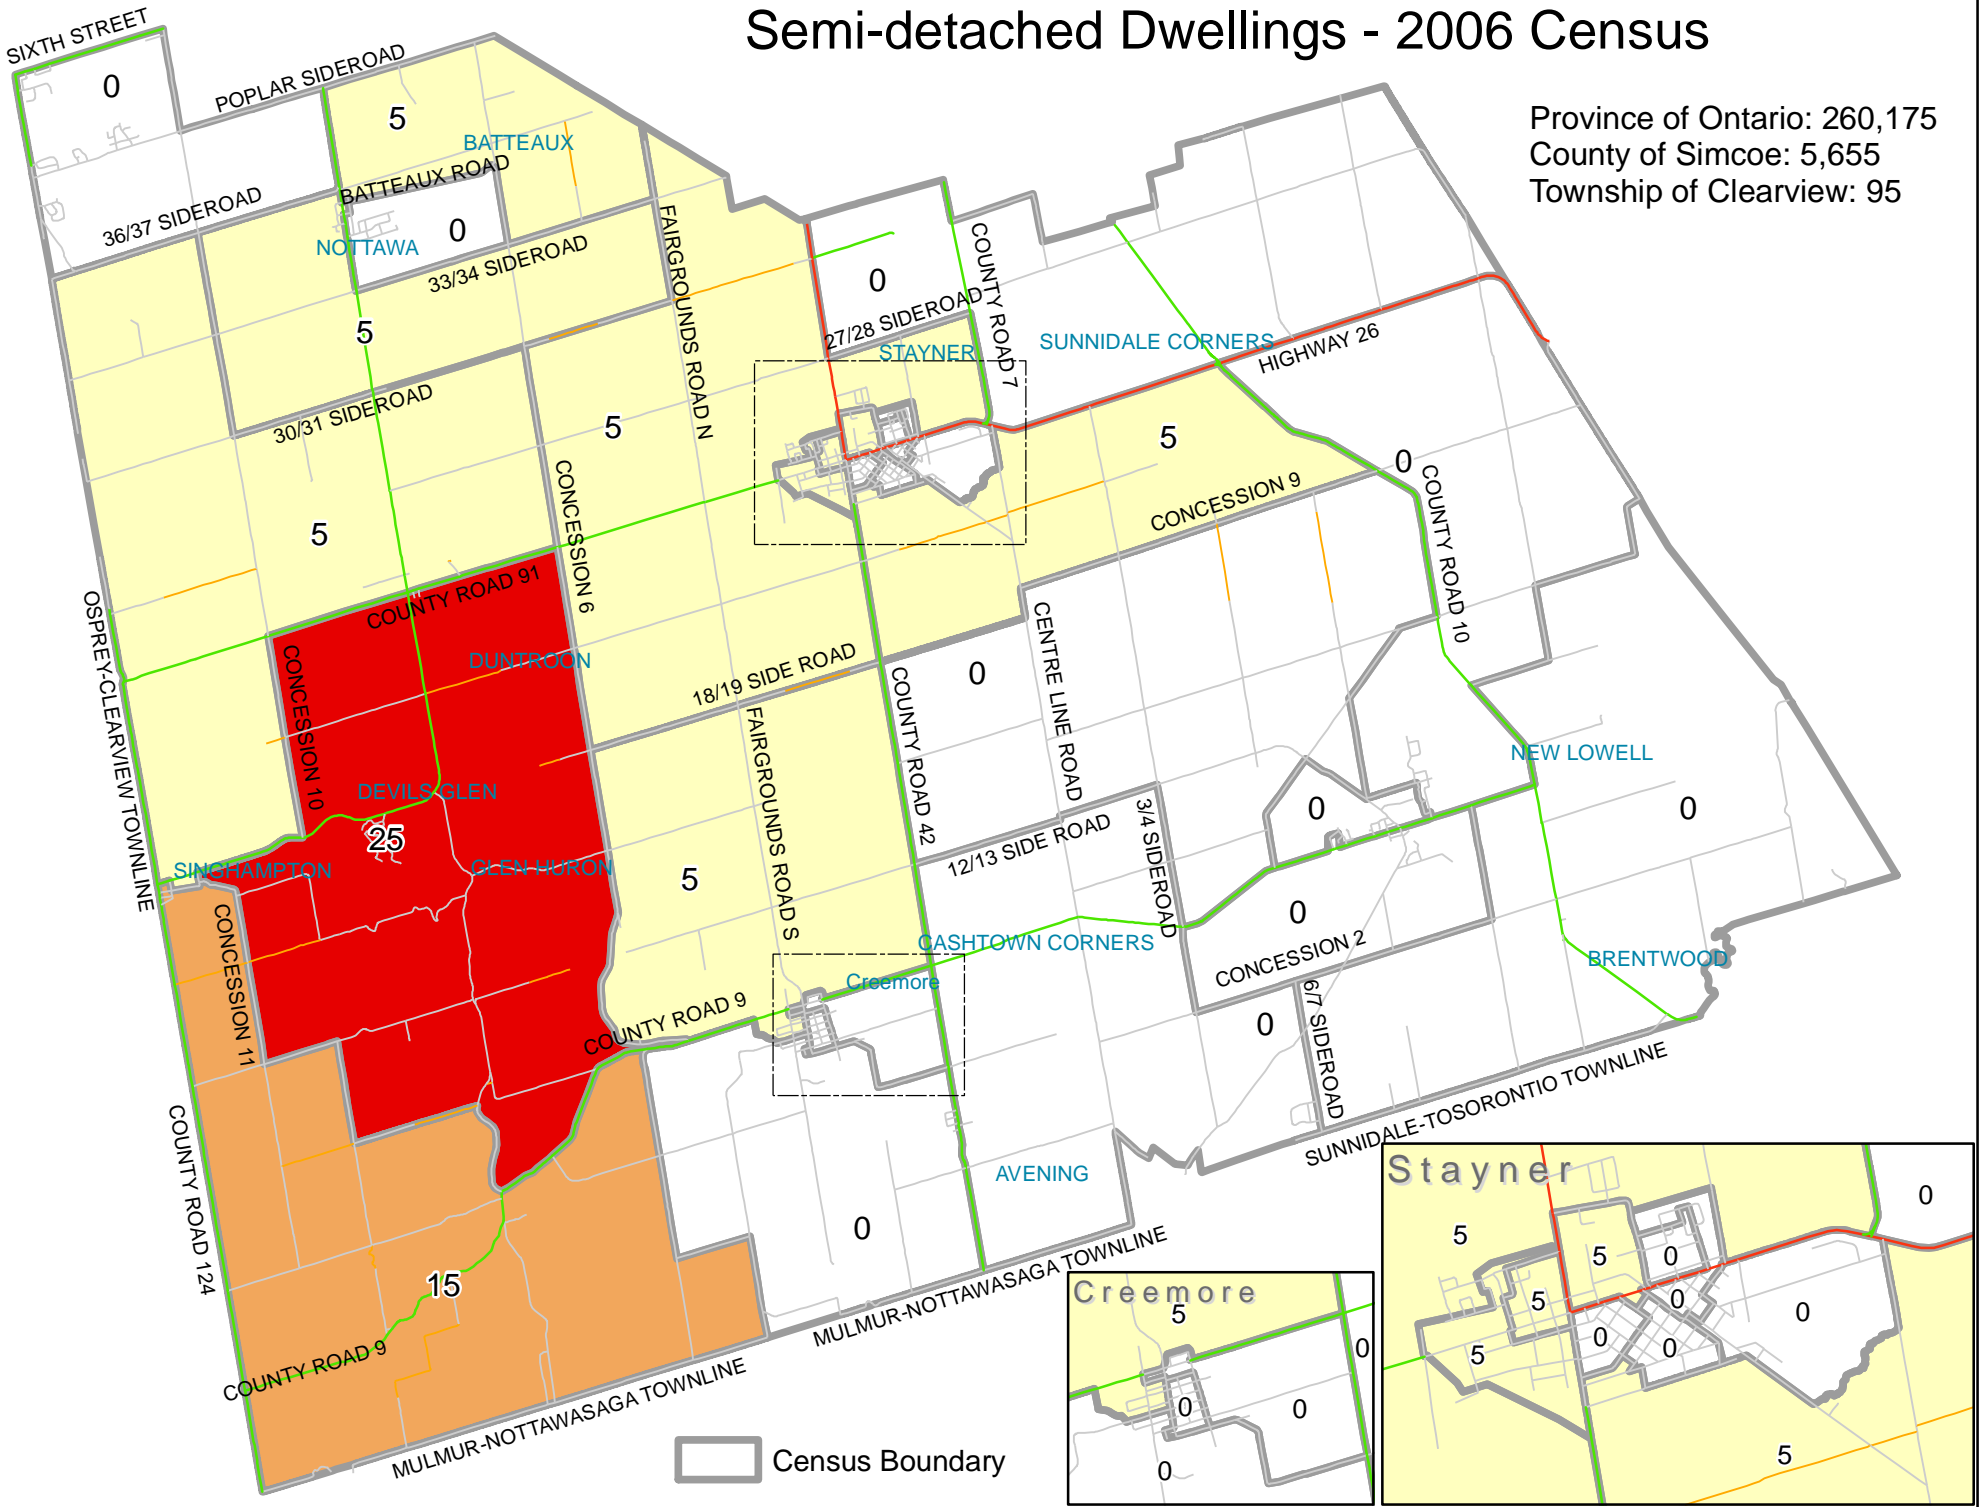 Semi-detached Dwellings - 2006 Census
Province of Ontario: 260,175
County of Simcoe: 5,655
Township of Clearview: 95
SIXTH STREET
0
POPLAR SIDEROAD
5
BATTEAUX
BATTEAUX ROAD
36/37 SIDEROAD
NOTTAWA
0
33/34 SIDEROAD
FAIRGROUNDS ROAD N
COUNTY ROAD 7
0
27/28 SIDEROAD
STAYNER
SUNNIDALE CORNERS
HIGHWAY 26
5
30/31 SIDEROAD
5
5
0
CONCESSION 9
COUNTY ROAD 10
5
CONCESSION 6
COUNTY ROAD 91
OSPREY-CLEARVIEW TOWNLINE
CONCESSION 10
DUNTROON
18/19 SIDE ROAD
0
CENTRE LINE ROAD
COUNTY ROAD 42
FAIRGROUNDS ROAD S
NEW LOWELL
DEVILS GLEN
25
0
0
3/4 SIDEROAD
12/13 SIDE ROAD
SINGHAMPTON
GLEN HURON
5
0
CONCESSION 11
CASHTOWN CORNERS
CONCESSION 2
BRENTWOOD
Creemore
COUNTY ROAD 9
6/7 SIDEROAD
0
SUNNIDALE-TOSORONTIO TOWNLINE
COUNTY ROAD 124
AVENING
0
15
MULMUR-NOTTAWASAGA TOWNLINE
COUNTY ROAD 9
MULMUR-NOTTAWASAGA TOWNLINE
Census Boundary
Creemore
5
0
0
0
0
Stayner
0
5
5
0
5
0
0
0
0
5
5